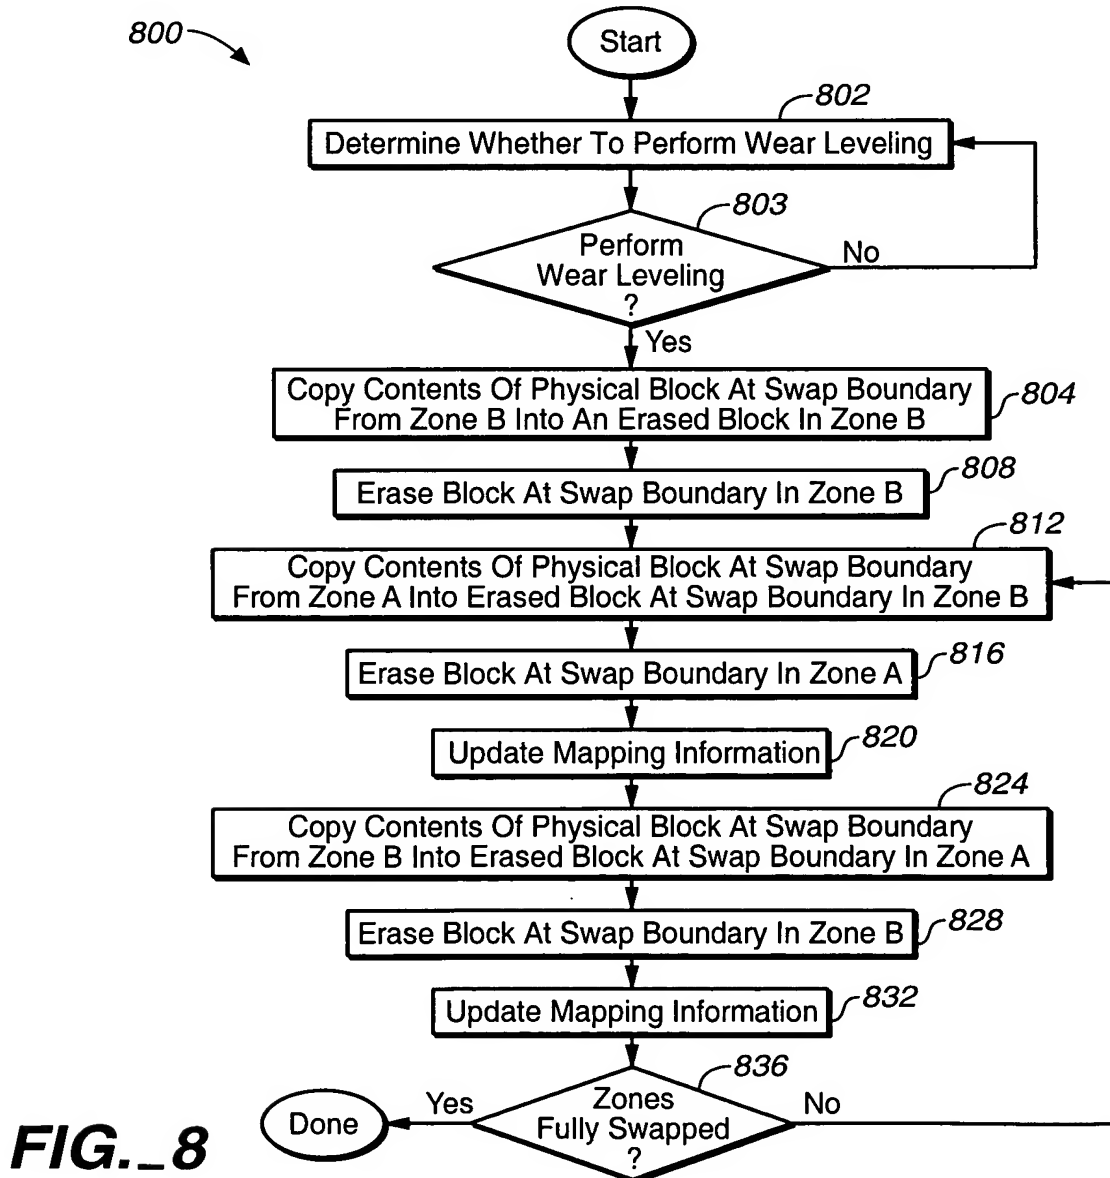 800
Start
802
Determine Whether To Perform Wear Leveling
803
Perform
Wear Leveling
?
No
Yes
Copy Contents Of Physical Block At Swap Boundary
From Zone B Into An Erased Block In Zone B
804
Erase Block At Swap Boundary In Zone B
808
812
Copy Contents Of Physical Block At Swap Boundary
From Zone A Into Erased Block At Swap Boundary In Zone B
Erase Block At Swap Boundary In Zone A
816
Update Mapping Information
820
824
Copy Contents Of Physical Block At Swap Boundary
From Zone B Into Erased Block At Swap Boundary In Zone A
Erase Block At Swap Boundary In Zone B
828
Update Mapping Information
832
836
Zones
Fully Swapped
?
Yes
No
Done
FIG._8